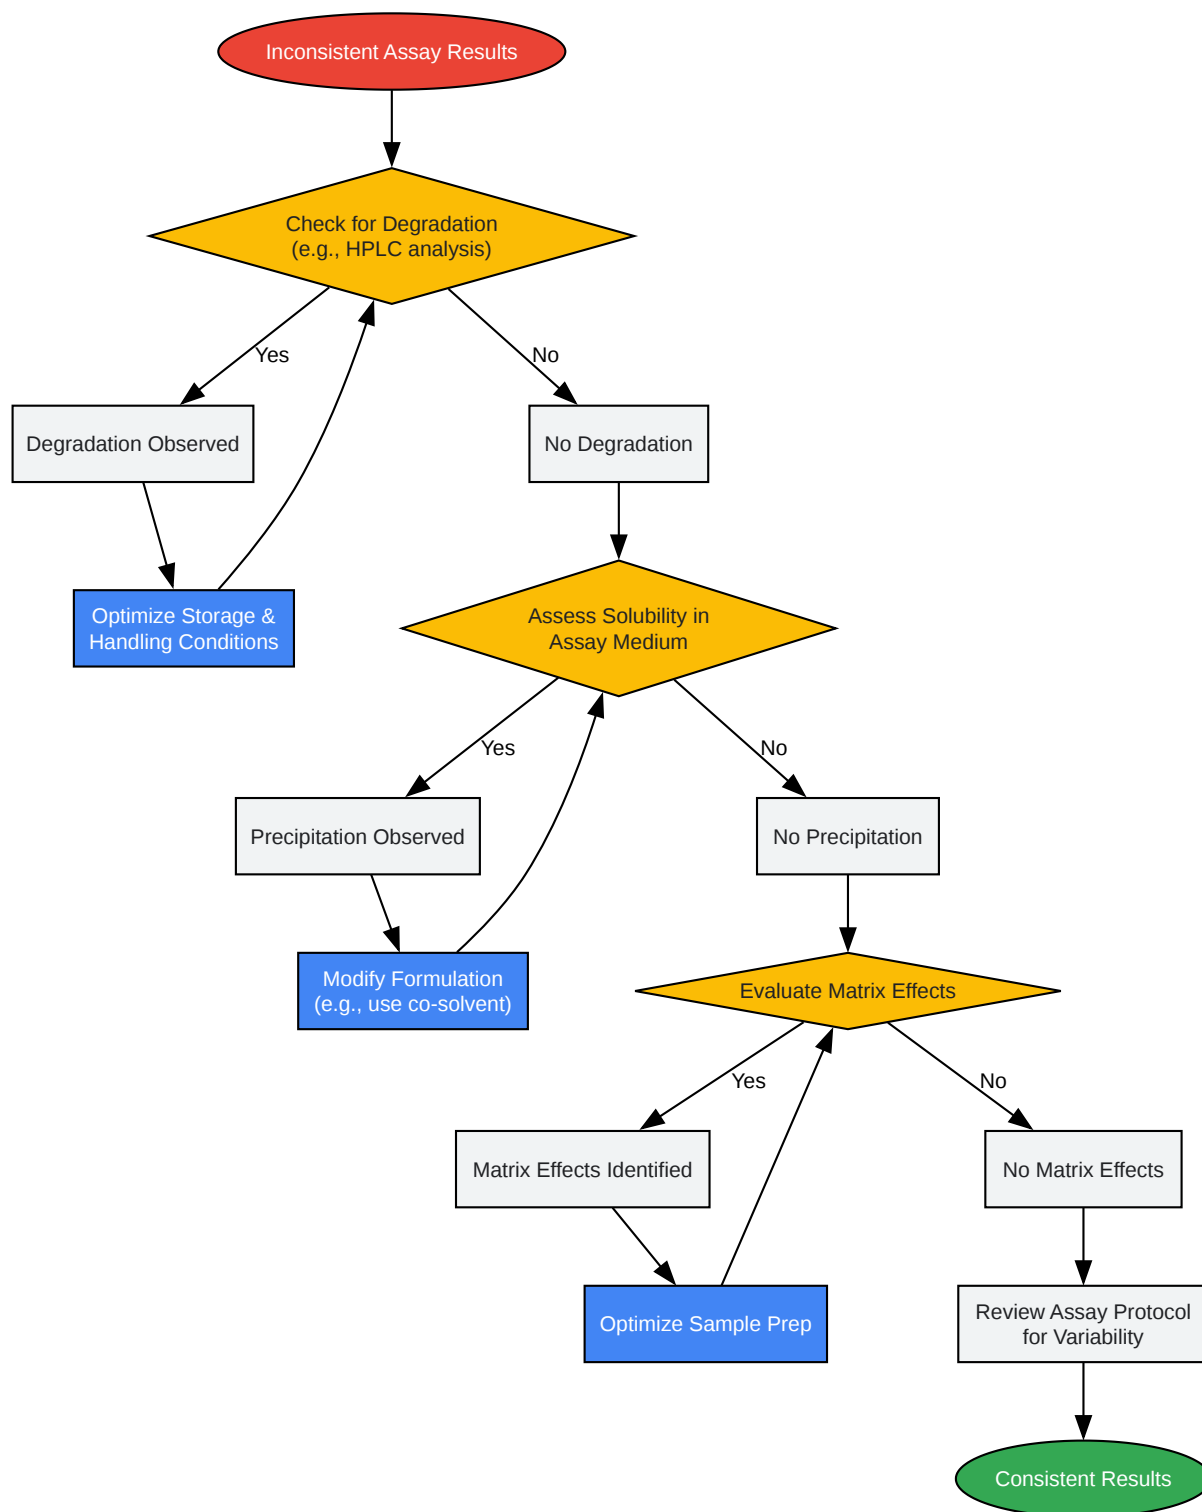 Inconsistent Assay Results
Check for Degradation
(e.g., HPLC analysis)
Yes
No
Degradation Observed
No Degradation
Optimize Storage &
Handling Conditions
Assess Solubility in
Assay Medium
Yes
No
Precipitation Observed
No Precipitation
Modify Formulation
(e.g., use co-solvent)
Evaluate Matrix Effects
Yes
No
Matrix Effects Identified
No Matrix Effects
Optimize Sample Prep
Review Assay Protocol
for Variability
Consistent Results